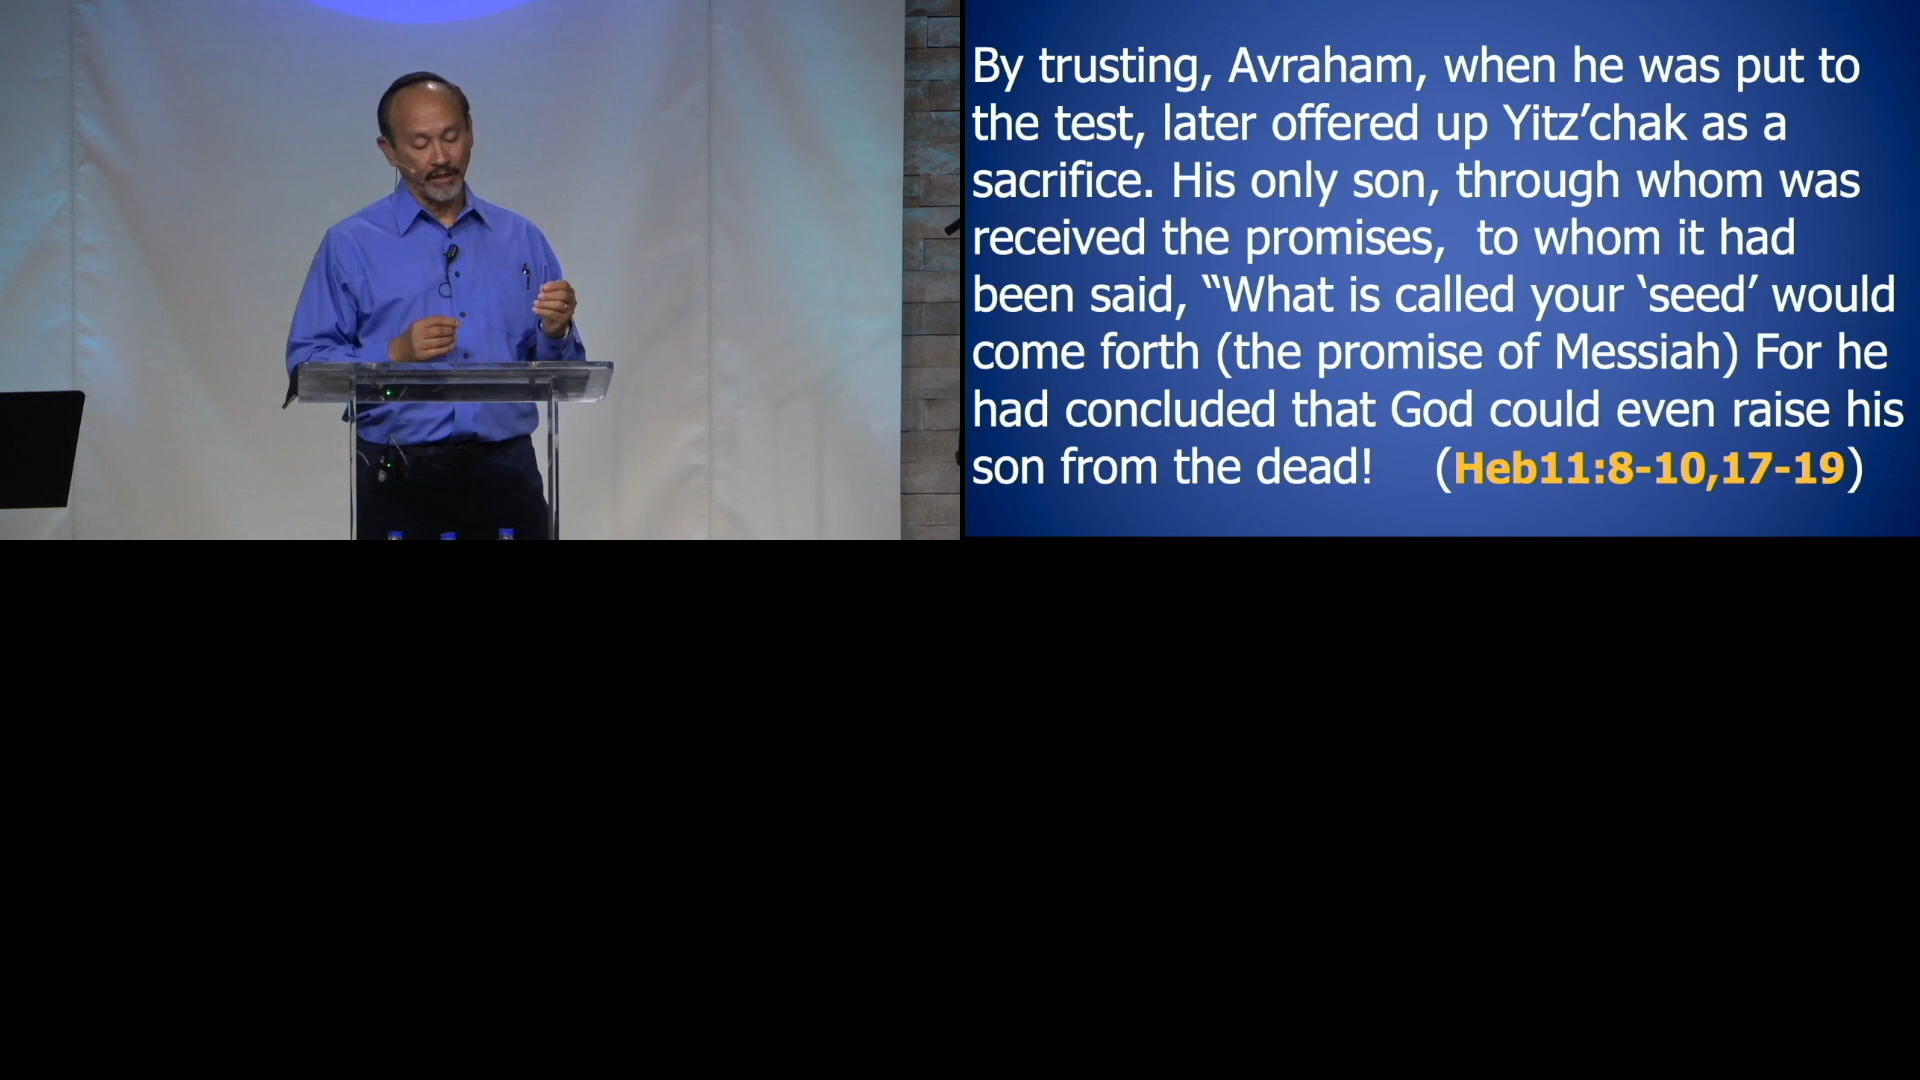 By trusting, Avraham, when he was put to
the test, later offered up Yitz’chak as a
sacrifice. His only son, through whom was
received the promises,  to whom it had
been said, “What is called your ‘seed’ would
come forth (the promise of Messiah) For he
had concluded that God could even raise his
son from the dead!    (Heb11:8-10,17-19)